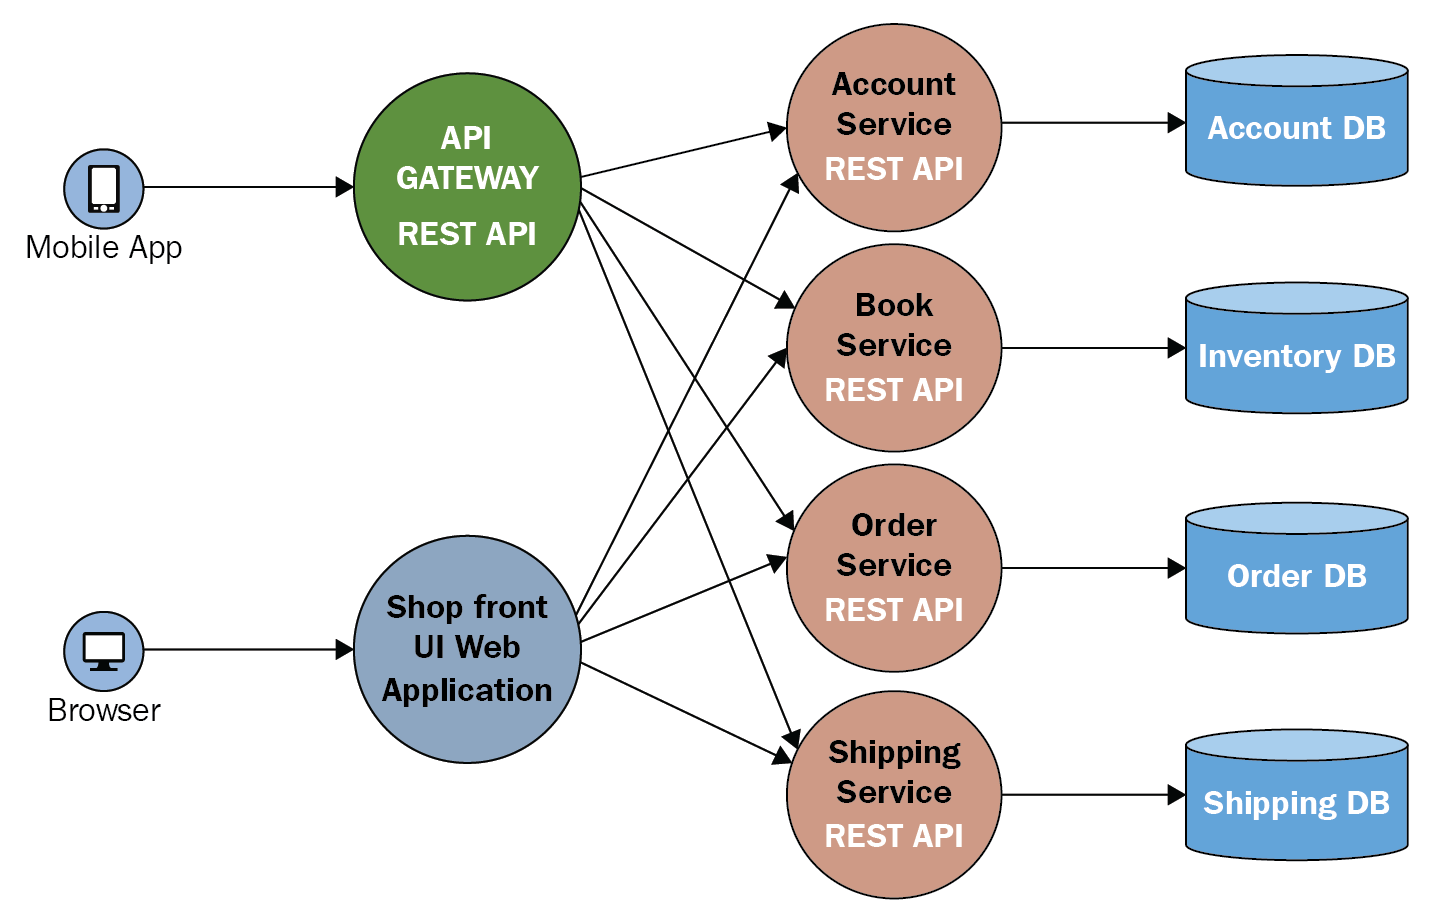 Mobile App
API
GATEWAY
REST API
Browser
Shop front
UI Web
Application
Account
Service
REST API
Book
Service
REST API
Order
Service
REST API
Shipping
Service
REST API
Account DB
Inventory DB
Order DB
Shipping DB